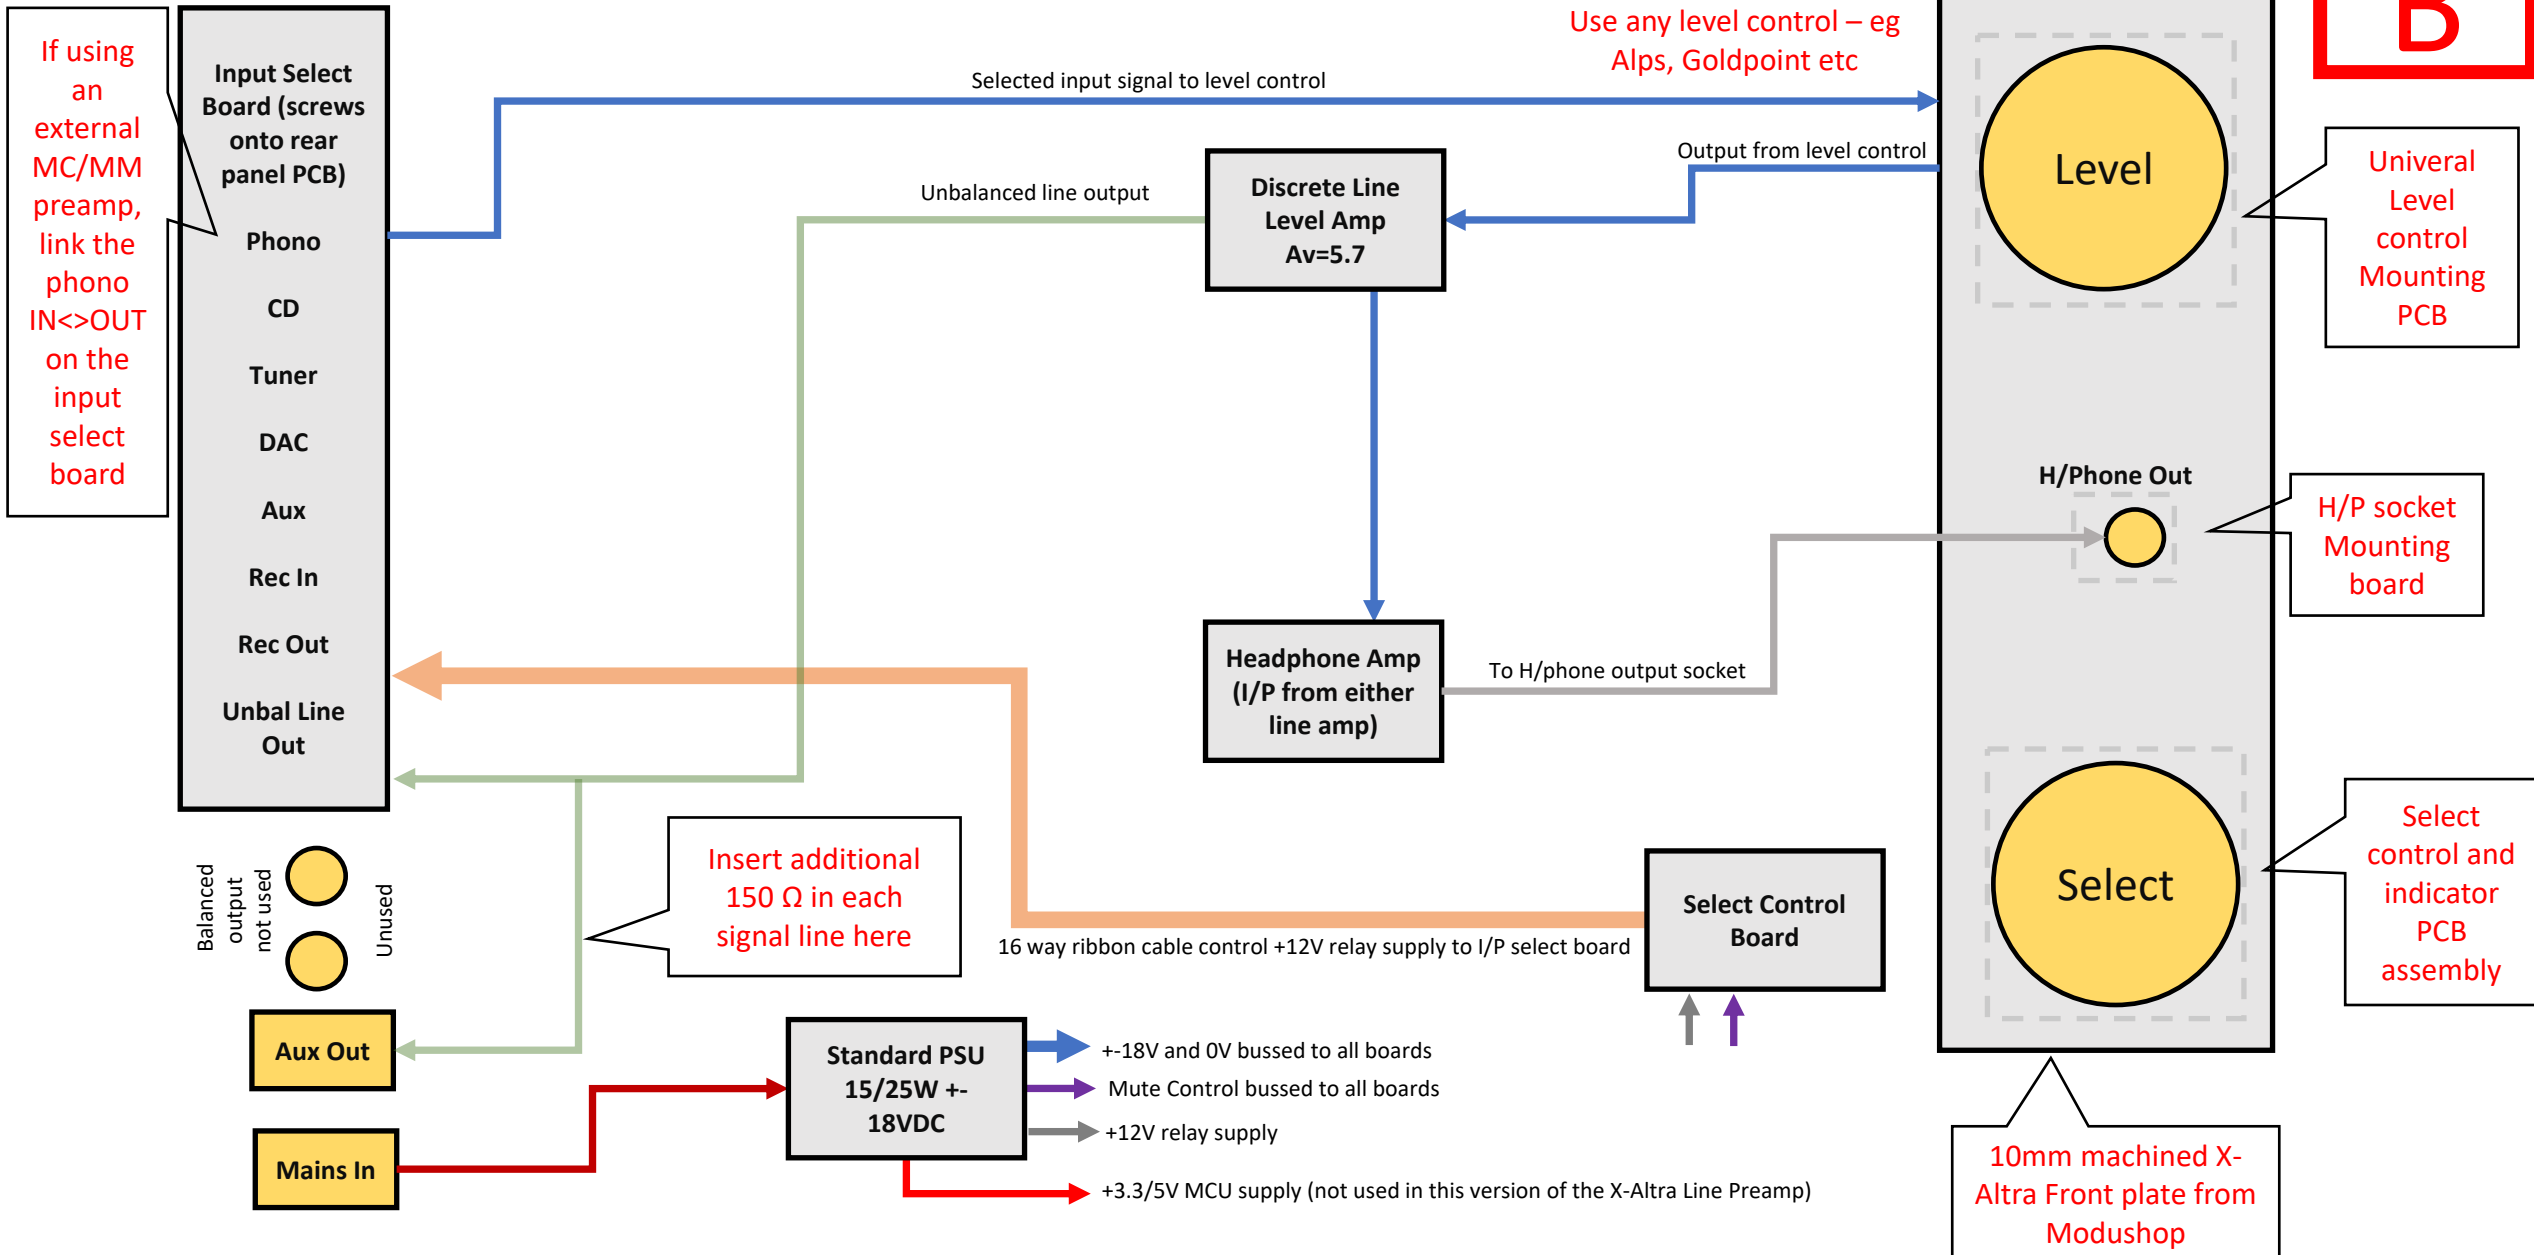 If using
an
external
MC/MM
preamp,
link the
phono
IN<>OUT
on the
input
select
board
Input Select
Board (screws
onto rear
panel PCB)
Phono
CD
Tuner
DAC
Aux
Rec In
Rec Out
Unbal Line
Out
Selected input signal to level control
Use any level control – eg
Alps, Goldpoint etc
B
Unbalanced line output
Discrete Line
Level Amp
Av=5.7
Output from level control
Level
Univeral
Level
control
Mounting
PCB
H/Phone Out
H/P socket
Mounting
board
Headphone Amp
(I/P from either
line amp)
To H/phone output socket
Select
Select
control and
indicator
PCB
assembly
Balanced
output
not used
Unused
Insert additional
150 Ω in each
signal line here
Select Control
Board
16 way ribbon cable control +12V relay supply to I/P select board
Aux Out
Mains In
Standard PSU
15/25W +-
18VDC
+-18V and 0V bussed to all boards
Mute Control bussed to all boards
+12V relay supply
+3.3/5V MCU supply (not used in this version of the X-Altra Line Preamp)
10mm machined X-
Altra Front plate from
Modushop